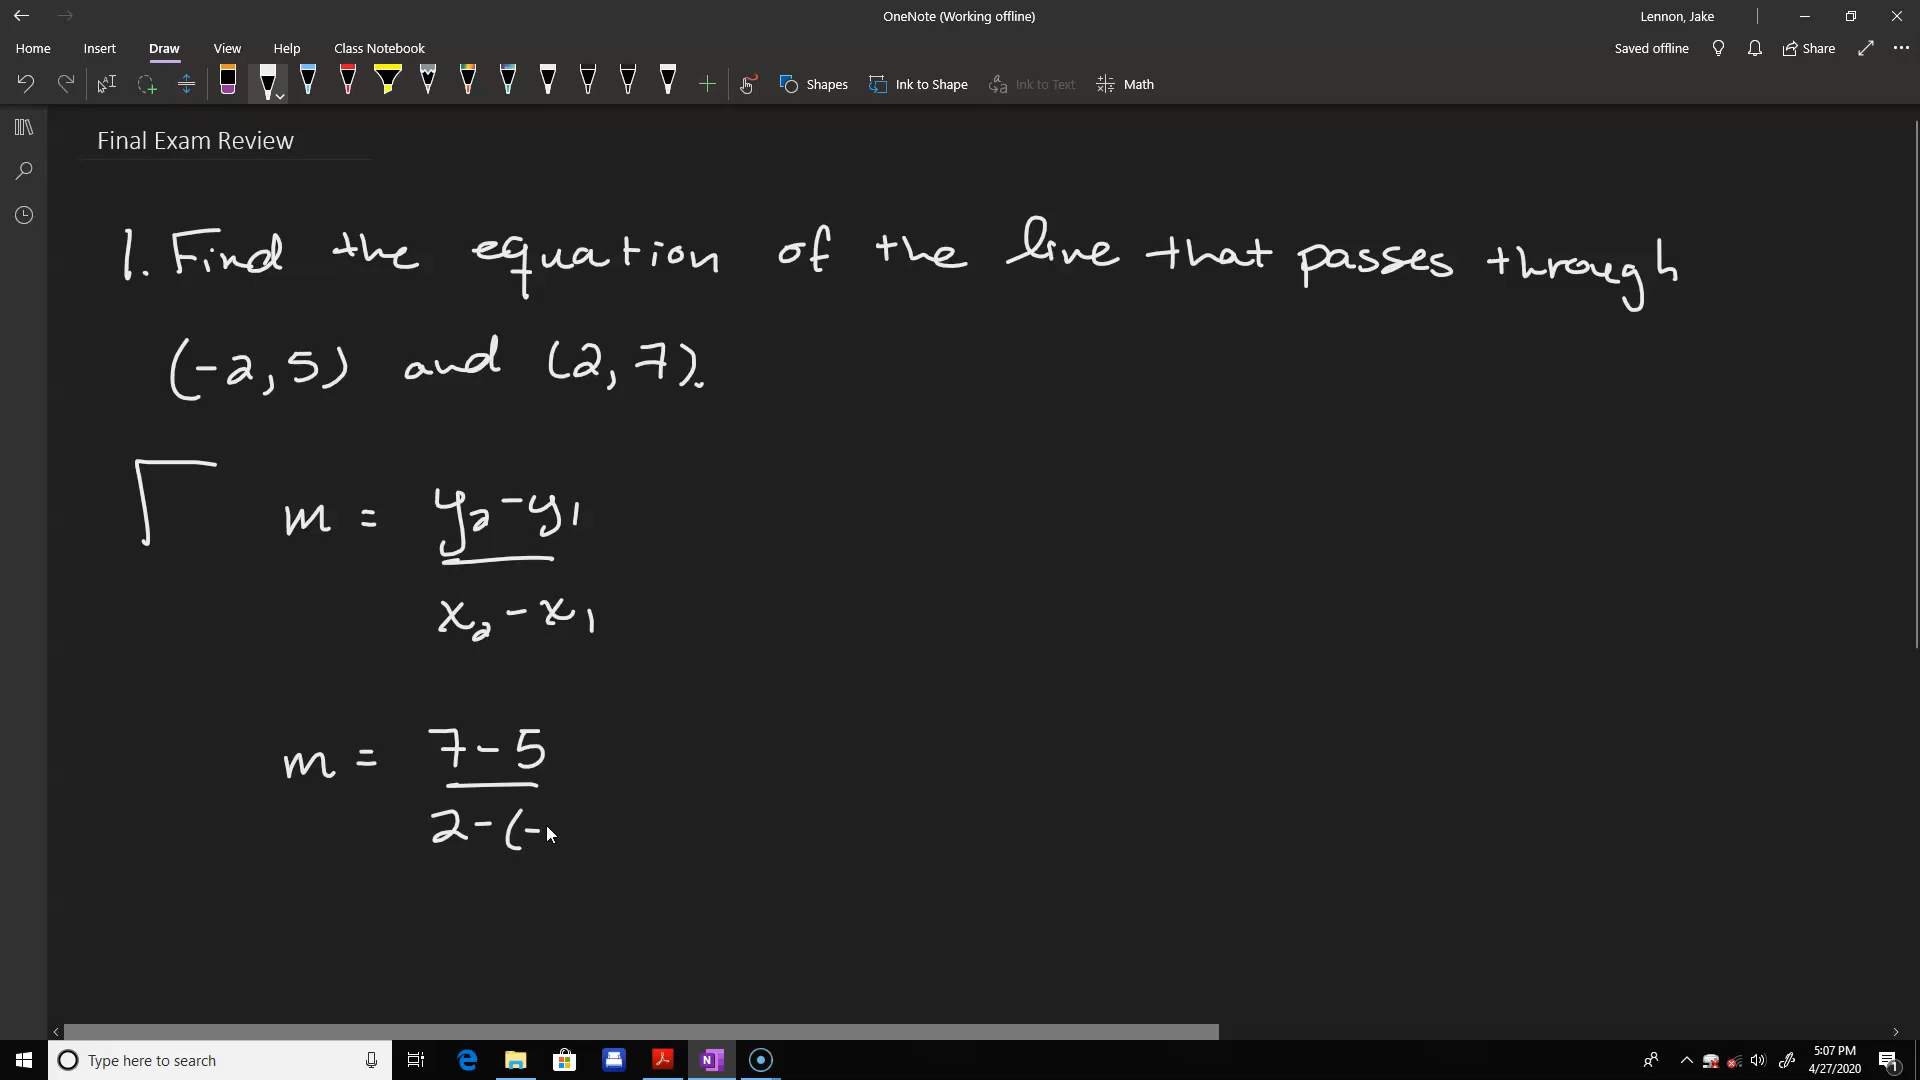 OneNote (Working offline)
Lennon, Jake
Home Insert Draw View Help Class Notebook
Saved offline Share
Shapes Ink to Shape Ink to Text Math
Final Exam Review
1. Find the equation of the line that passes through
(-2, 5) and (2, 7).
m = y₂ - y₁
x₂ - x₁
m = 7 - 5
2 - (-
Type here to search
5:07 PM
4/27/2020
1